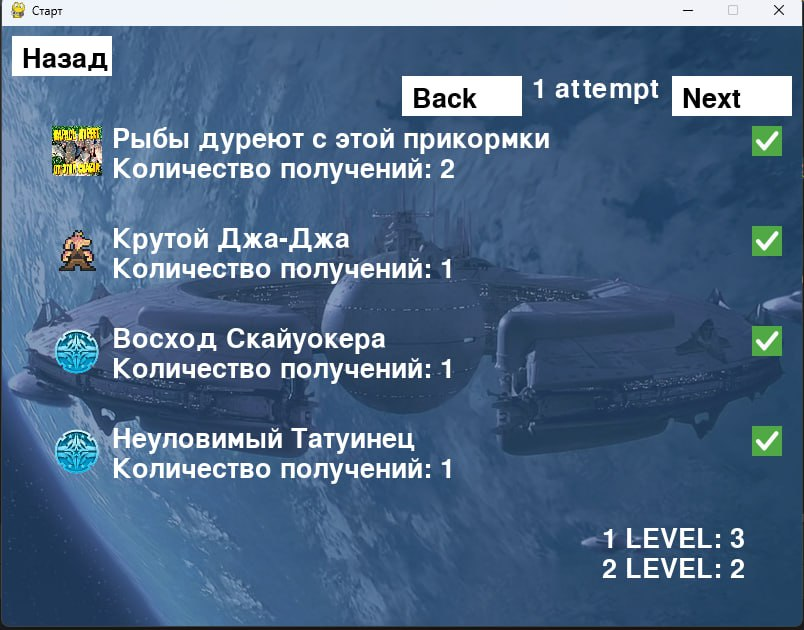 Старт
Назад
Back
1 attempt
Next
Рыбы дуреют с этой прикормки
Количество получений: 2
Крутой Джа-Джа
Количество получений: 1
Восход Скайуокера
Количество получений: 1
Неуловимый Татуинец
Количество получений: 1
1 LEVEL: 3
2 LEVEL: 2